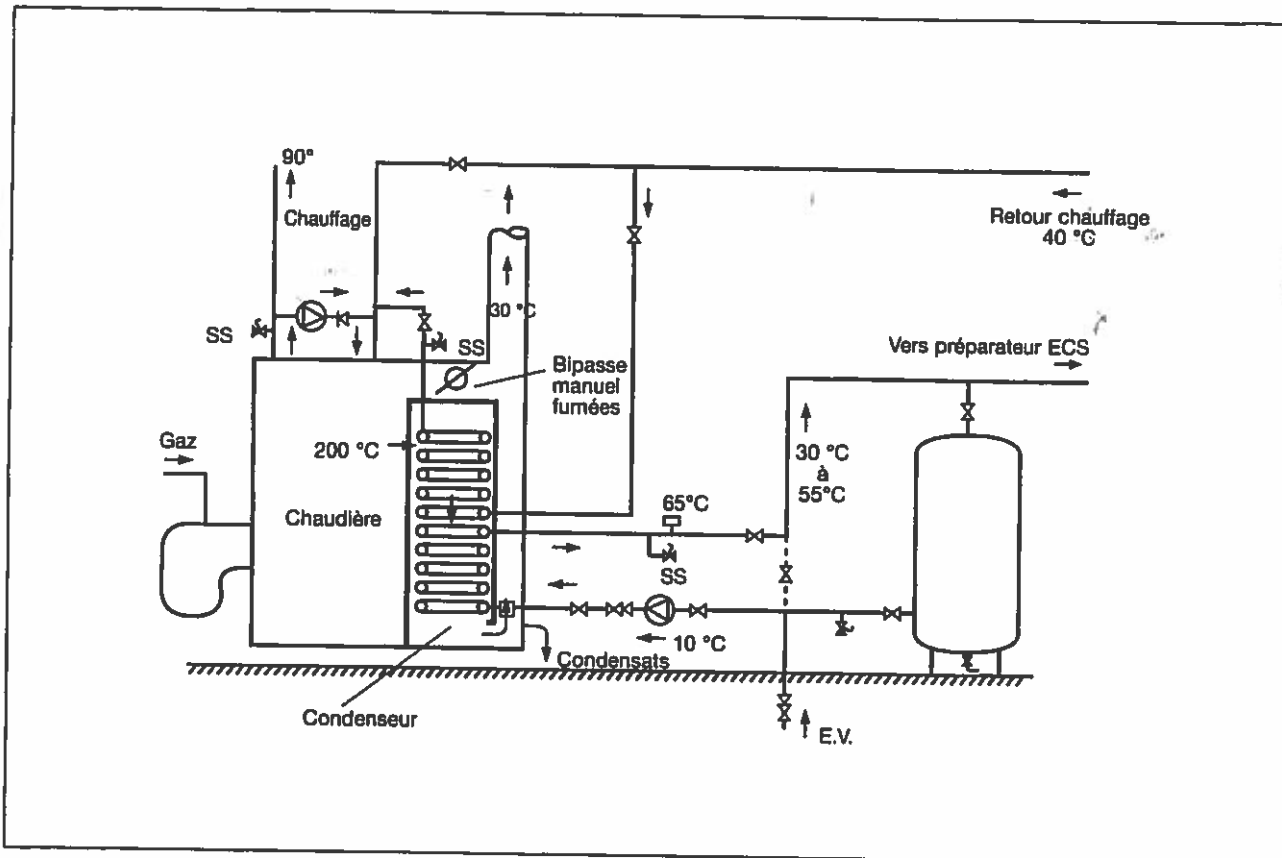 90°
Chauffage
Retour chauffage
40 °C
30 °C
SS
SS
Vers préparateur ECS
Bipasse
manuel
fumées
Gaz
200 °C
30 °C
à
55°C
65°C
Chaudière
SS
10 °C
Condensats
Condenseur
E.V.